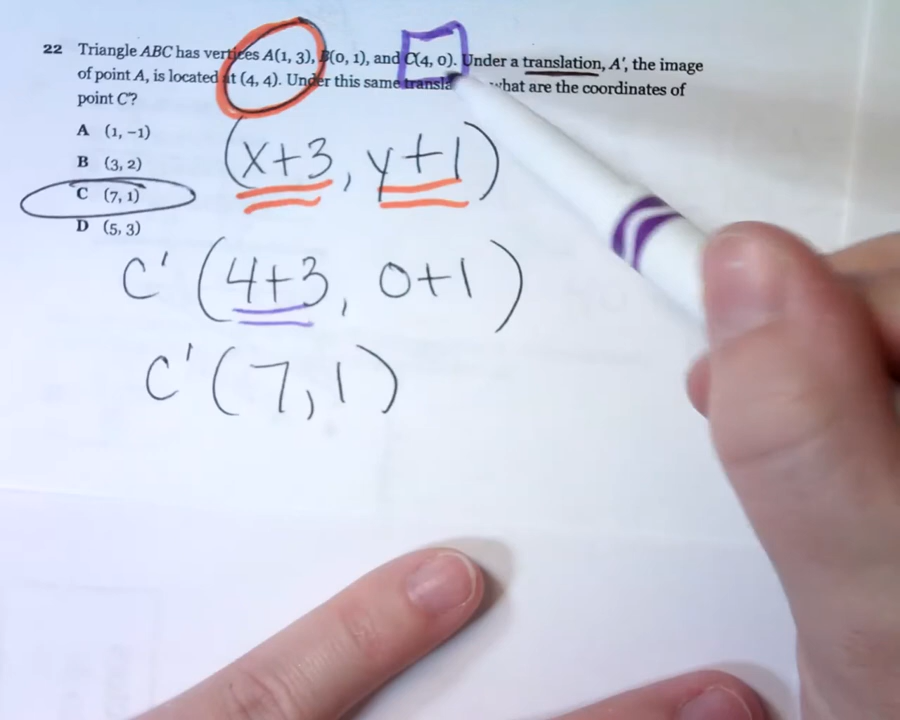 22 Triangle ABC has vertices A(1, 3), B(0, 1), and C(4, 0). Under a translation, A′, the image
of point A, is located at (4, 4). Under this same what are the coordinates of
point C′?
A (1, −1)
B (3, 2)
C (7, 1)
D (5, 3)
(x+3, y+1)
C' (4+3, 0+1)
C' (7, 1)